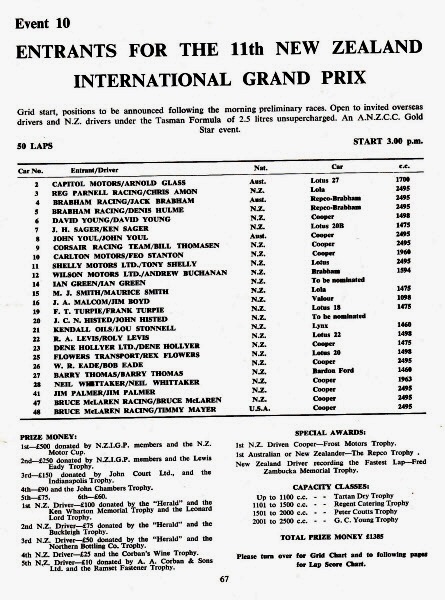 Event 10
ENTRANTS FOR THE 11th NEW ZEALAND
INTERNATIONAL GRAND PRIX
Grid start, positions to be announced following the morning preliminary races. Open to invited overseas
drivers and N.Z. drivers under the Tasman Formula of 2.5 litres unsupercharged. An A.N.Z.C.C. Gold
Star event.
50 LAPS START 3.00 p.m.
Car No. Entrant/Driver Nat. Car c.c.
2 CAPITOL MOTORS/ARNOLD GLASS Aust. Lotus 27 1700
3 REG PARNELL RACING/CHRIS AMON N.Z. Lola 2495
4 BRABHAM RACING/JACK BRABHAM Aust. Repco-Brabham 2495
5 BRABHAM RACING/DENIS HULME N.Z. Repco-Brabham 2495
6 DAVID YOUNG/DAVID YOUNG N.Z. Cooper 1498
7 J. H. SAGER/KEN SAGER N.Z. Lotus 20B 1475
8 JOHN YOUL/JOHN YOUL Aust. Cooper 2495
9 CORSAIR RACING TEAM/BILL THOMASEN N.Z. Cooper 2495
10 CARLTON MOTORS/FEO STANTON N.Z. Cooper 1960
11 SHELLY MOTORS LTD./TONY SHELLY N.Z. Lotus 2495
12 WILSON MOTORS LTD./ANDREW BUCHANAN N.Z. Brabham 1594
14 IAN GREEN/IAN GREEN N.Z. To be nominated
15 M. J. SMITH/MAURICE SMITH N.Z. Lola 1475
16 J. A. MALCOM/JIM BOYD N.Z. Valour 1098
19 F. T. TURPIE/FRANK TURPIE N.Z. Lotus 18 1475
20 J. C. N. HISTED/JOHN HISTED N.Z. To be nominated
21 KENDALL OILS/LOU STONNELL N.Z. Lynx 1460
22 R. A. LEVIS/ROLY LEVIS N.Z. Lotus 22 1498
23 DENE HOLLYER LTD./DENE HOLLYER N.Z. Cooper 1475
25 FLOWERS TRANSPORT/REX FLOWERS N.Z. Lotus 20 1498
26 W. R. EADE/BOB EADE N.Z. Cooper 2495
27 BARRY THOMAS/BARRY THOMAS N.Z. Bardon Ford 1460
28 NEIL WHITTAKER/NEIL WHITTAKER N.Z. Cooper 1963
41 JIM PALMER/JIM PALMER N.Z. Cooper 2495
47 BRUCE McLAREN RACING/BRUCE McLAREN N.Z. Cooper 2495
48 BRUCE McLAREN RACING/TIMMY MAYER U.S.A. Cooper 2495
PRIZE MONEY:
1st—£500 donated by N.Z.I.G.P. members and the N.Z.
Motor Cup.
2nd—£250 donated by N.Z.I.G.P. members and the Lewis
Eady Trophy.
3rd—£150 donated by John Court Ltd., and the
Indianapolis Trophy.
4th—£90 and the John Chambers Trophy.
5th—£75. 6th—£60.
1st N.Z. Driver—£100 donated by the "Herald" and the
Ken Wharton Memorial Trophy and the Leonard
Lord Trophy.
2nd N.Z. Driver—£75 donated by the "Herald" and the
Buckleigh Trophy.
3rd N.Z. Driver—£50 donated by the "Herald" and the
Northern Bottling Co. Trophy.
4th N.Z. Driver—£25 and the Corban's Wine Trophy.
5th N.Z. Driver—£10 donated by A. A. Corban & Sons
Ltd. and the Ramset Fastener Trophy.
SPECIAL AWARDS:
1st N.Z. Driven Cooper—Frost Motors Trophy.
1st Australian or New Zealander—The Repco Trophy.
New Zealand Driver recording the Fastest Lap—Fred
Zambucka Memorial Trophy.
CAPACITY CLASSES:
Up to 1100 c.c. - - Tartan Dry Trophy
1101 to 1500 c.c. - - Regent Catering Trophy
1501 to 2000 c.c. - - Peter Coutts Trophy
2001 to 2500 c.c. - - G. C. Young Trophy
TOTAL PRIZE MONEY £1385
Please turn over for Grid Chart and to following pages
for Lap Score Chart.
67